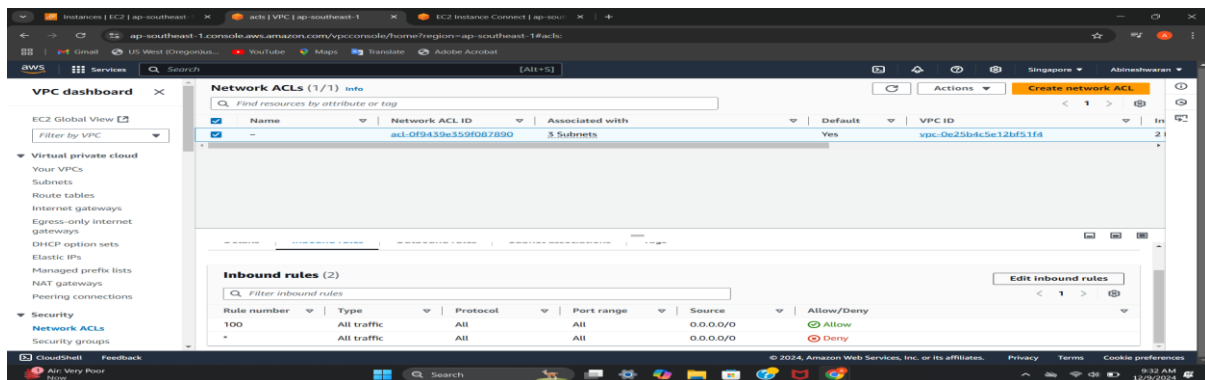 Instances | EC2 | ap-southeast-
acls | VPC | ap-southeast-1
EC2 Instance Connect | ap-sout
ap-southeast-1.console.aws.amazon.com/vpcconsole/home?region=ap-southeast-1#acls:
Gmail US West (Oregon)us... YouTube Maps Translate Adobe Acrobat
aws Services Search [Alt+S] Singapore Abineshwaran
VPC dashboard
EC2 Global View
Filter by VPC
Virtual private cloud
Your VPCs
Subnets
Route tables
Internet gateways
Egress-only internet
gateways
DHCP option sets
Elastic IPs
Managed prefix lists
NAT gateways
Peering connections
Security
Network ACLs
Security groups
Network ACLs (1/1) Info
Actions Create network ACL
Find resources by attribute or tag
< 1 >
Name Network ACL ID Associated with Default VPC ID In
– acl-0f9439e359f087890 3 Subnets Yes vpc-0e25b4c5e12bf51f4 2 i
Inbound rules (2)
Edit inbound rules
Filter inbound rules
< 1 >
Rule number Type Protocol Port range Source Allow/Deny
100 All traffic All All 0.0.0.0/0 Allow
* All traffic All All 0.0.0.0/0 Deny
CloudShell Feedback © 2024, Amazon Web Services, Inc. or its affiliates. Privacy Terms Cookie preferences
Air: Very Poor
Now
Search
9:32 AM
12/9/2024